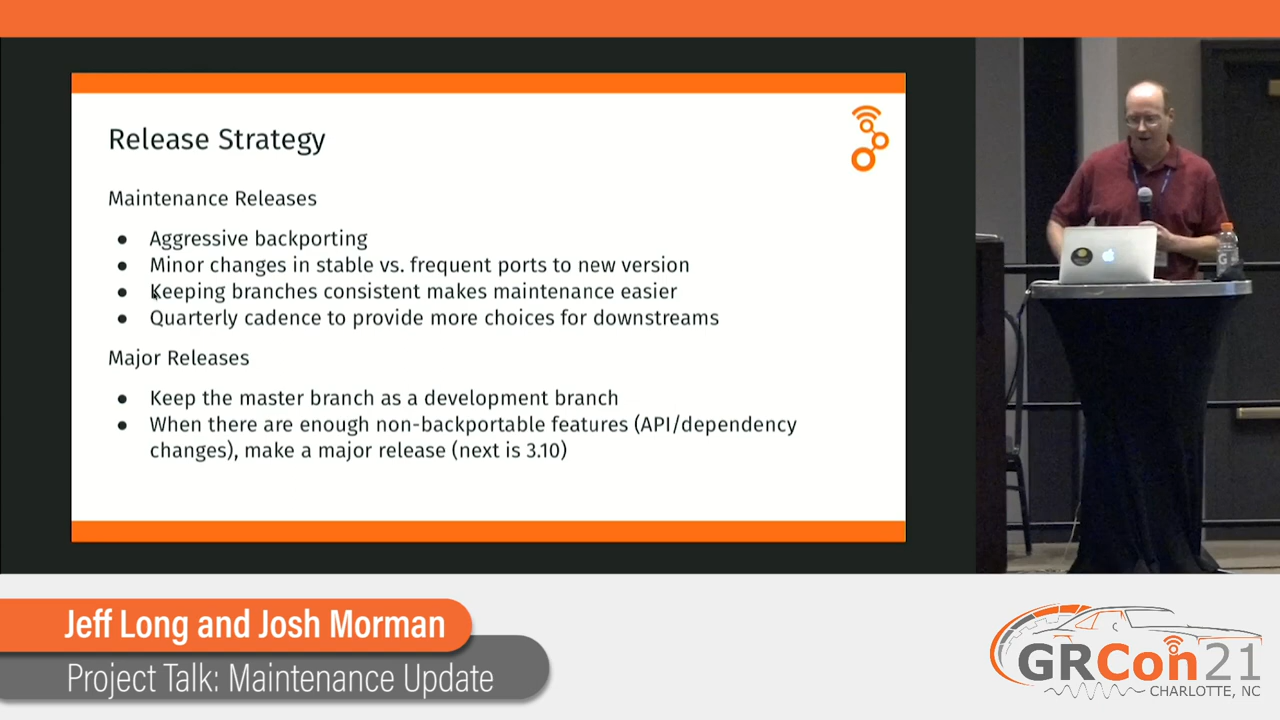 Release Strategy
Maintenance Releases
● Aggressive backporting
● Minor changes in stable vs. frequent ports to new version
● Keeping branches consistent makes maintenance easier
● Quarterly cadence to provide more choices for downstreams
Major Releases
● Keep the master branch as a development branch
● When there are enough non-backportable features (API/dependency
changes), make a major release (next is 3.10)
G
Jeff Long and Josh Morman
Project Talk: Maintenance Update
GRCon21
CHARLOTTE, NC